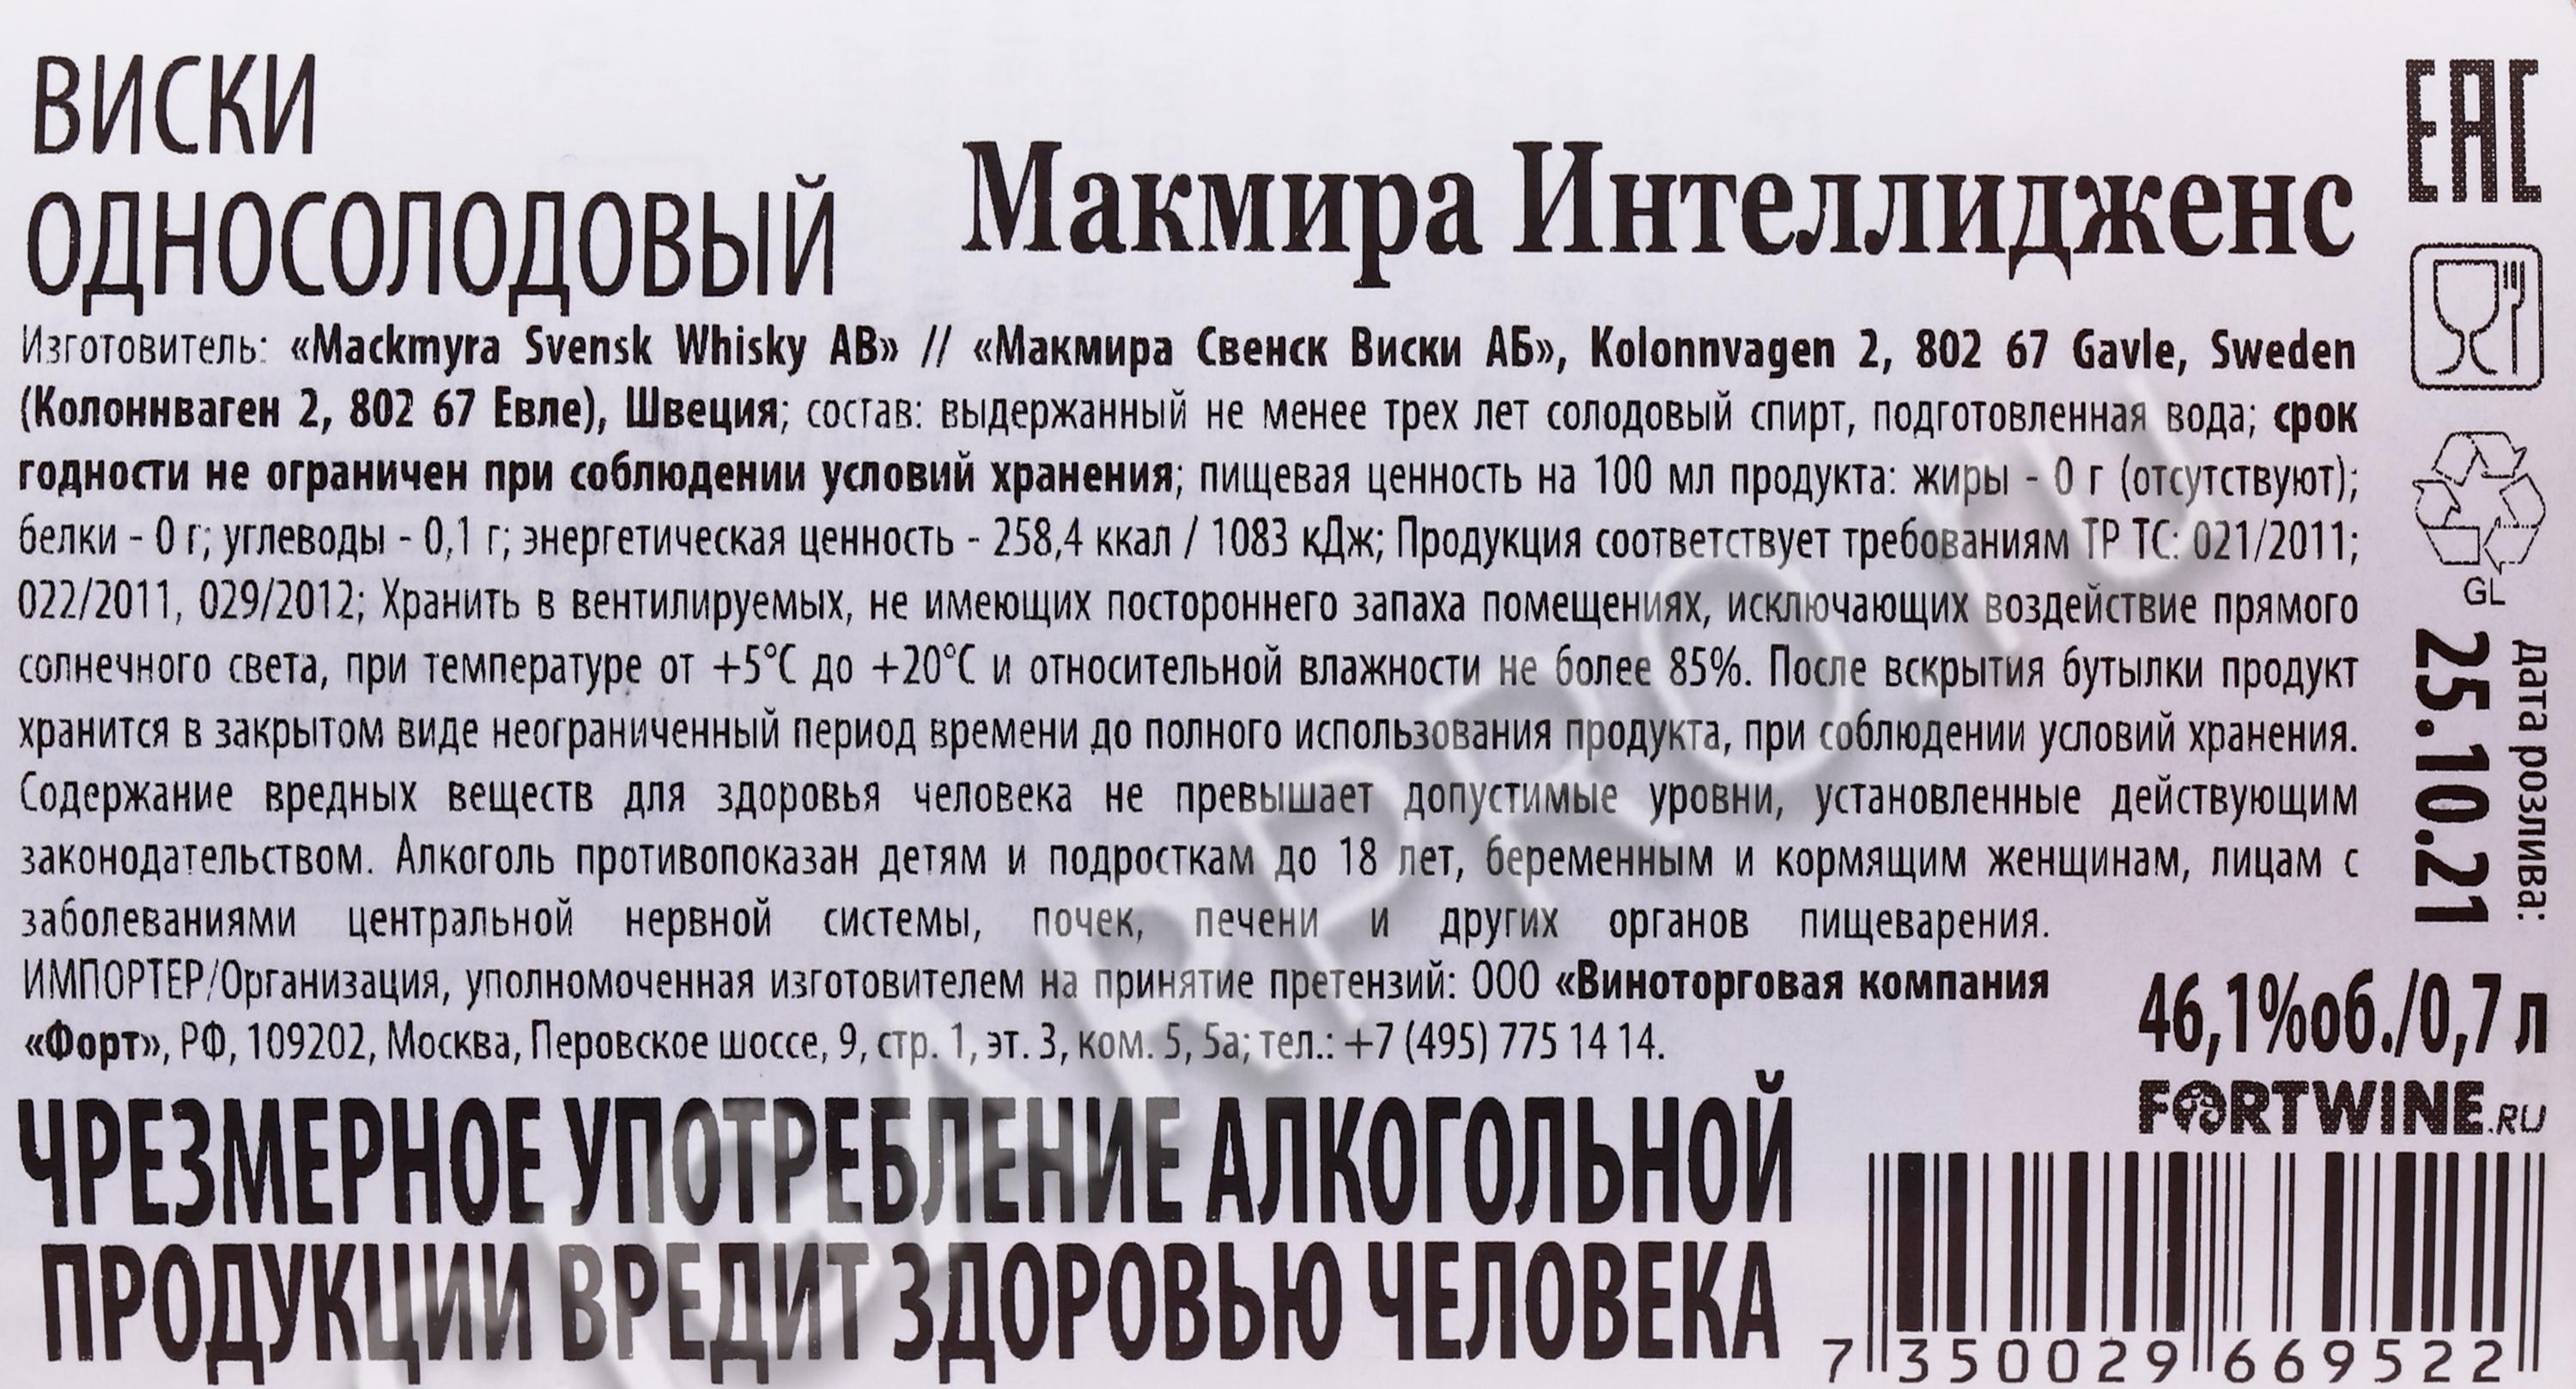 ВИСКИ
ОДНОСОЛОДОВЫЙ
Макмира Интеллидженс
Изготовитель: «Mackmyra Svensk Whisky AB» // «Макмира Свенск Виски АБ», Kolonnvagen 2, 802 67 Gavle, Sweden
(Колоннваген 2, 802 67 Евле), Швеция; состав: выдержанный не менее трех лет солодовый спирт, подготовленная вода; срок
годности не ограничен при соблюдении условий хранения; пищевая ценность на 100 мл продукта: жиры - 0 г (отсутствуют);
белки - 0 г; углеводы - 0,1 г; энергетическая ценность - 258,4 ккал / 1083 кДж; Продукция соответствует требованиям ТР ТС: 021/2011;
022/2011, 029/2012; Хранить в вентилируемых, не имеющих постороннего запаха помещениях, исключающих воздействие прямого
солнечного света, при температуре от +5°С до +20°С и относительной влажности не более 85%. После вскрытия бутылки продукт
хранится в закрытом виде неограниченный период времени до полного использования продукта, при соблюдении условий хранения.
Содержание вредных веществ для здоровья человека не превышает допустимые уровни, установленные действующим
законодательством. Алкоголь противопоказан детям и подросткам до 18 лет, беременным и кормящим женщинам, лицам с
заболеваниями центральной нервной системы, почек, печени и других органов пищеварения.
ИМПОРТЕР/Организация, уполномоченная изготовителем на принятие претензий: ООО «Виноторговая компания
«Форт», РФ, 109202, Москва, Перовское шоссе, 9, стр. 1, эт. 3, ком. 5, 5а; тел.: +7 (495) 775 14 14.
ЧРЕЗМЕРНОЕ УПОТРЕБЛЕНИЕ АЛКОГОЛЬНОЙ
ПРОДУКЦИИ ВРЕДИТ ЗДОРОВЬЮ ЧЕЛОВЕКА
EAC
GL
дата розлива:
25.10.21
46,1%об./0,7 л
FORTWINE.RU
7 350029 669522
CIGARPRO.ru